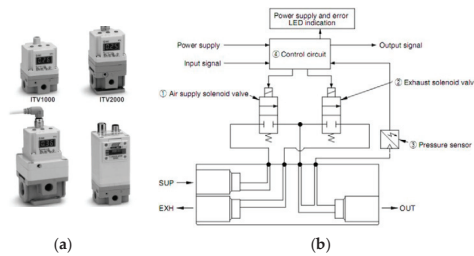 ITV1000
ITV2000
Power supply and error
LED indication
Power supply
Input signal
④ Control circuit
Output signal
① Air supply solenoid valve
② Exhaust solenoid valv
③ Pressure sensor
SUP
EXH
OUT
(a)
(b)